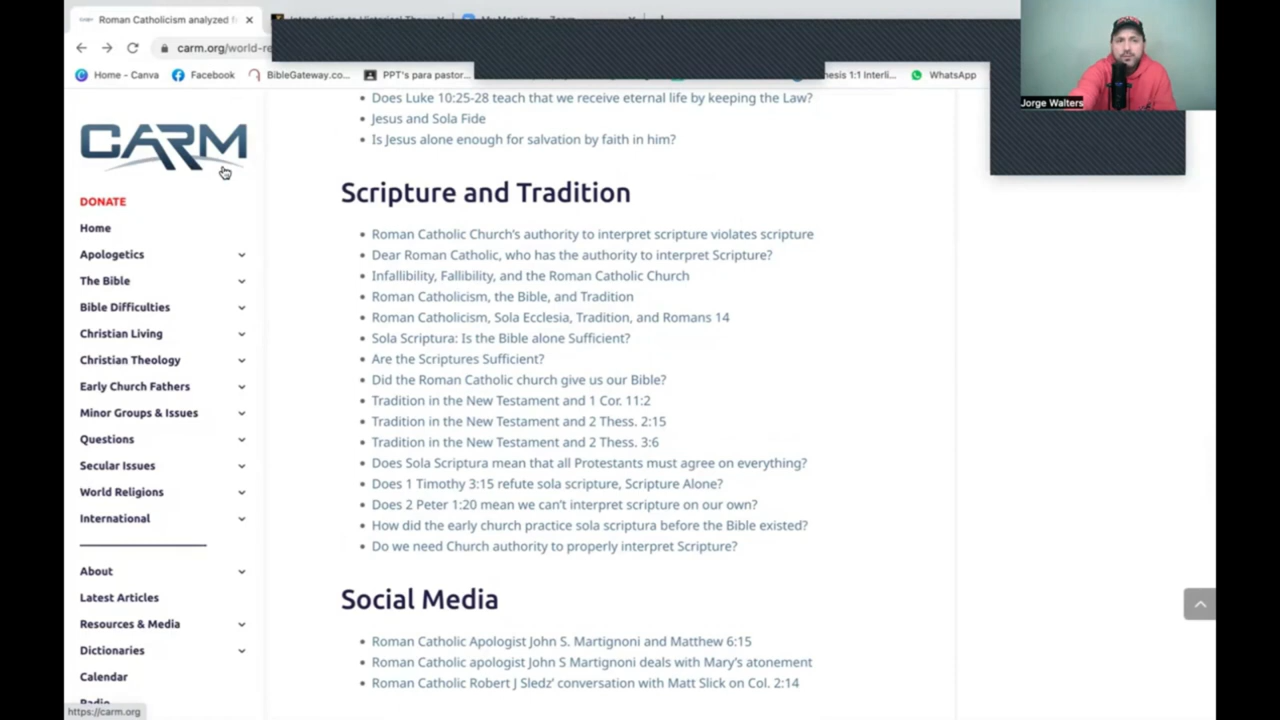 Roman Catholicism analyzed f
My Meetings - Zoom
carm.org/world-re
Home - Canva
Facebook
BibleGateway.co...
PPT's para pastor...
nesis 1:1 Interli...
WhatsApp
Jorge Walters
CARM
DONATE
Home
Apologetics
The Bible
Bible Difficulties
Christian Living
Christian Theology
Early Church Fathers
Minor Groups & Issues
Questions
Secular Issues
World Religions
International
About
Latest Articles
Resources & Media
Dictionaries
Calendar
Radio
https://carm.org
Does Luke 10:25-28 teach that we receive eternal life by keeping the Law?
Jesus and Sola Fide
Is Jesus alone enough for salvation by faith in him?
Scripture and Tradition
Roman Catholic Church's authority to interpret scripture violates scripture
Dear Roman Catholic, who has the authority to interpret Scripture?
Infallibility, Fallibility, and the Roman Catholic Church
Roman Catholicism, the Bible, and Tradition
Roman Catholicism, Sola Ecclesia, Tradition, and Romans 14
Sola Scriptura: Is the Bible alone Sufficient?
Are the Scriptures Sufficient?
Did the Roman Catholic church give us our Bible?
Tradition in the New Testament and 1 Cor. 11:2
Tradition in the New Testament and 2 Thess. 2:15
Tradition in the New Testament and 2 Thess. 3:6
Does Sola Scriptura mean that all Protestants must agree on everything?
Does 1 Timothy 3:15 refute sola scripture, Scripture Alone?
Does 2 Peter 1:20 mean we can't interpret scripture on our own?
How did the early church practice sola scriptura before the Bible existed?
Do we need Church authority to properly interpret Scripture?
Social Media
Roman Catholic Apologist John S. Martignoni and Matthew 6:15
Roman Catholic apologist John S Martignoni deals with Mary's atonement
Roman Catholic Robert J Sledz' conversation with Matt Slick on Col. 2:14